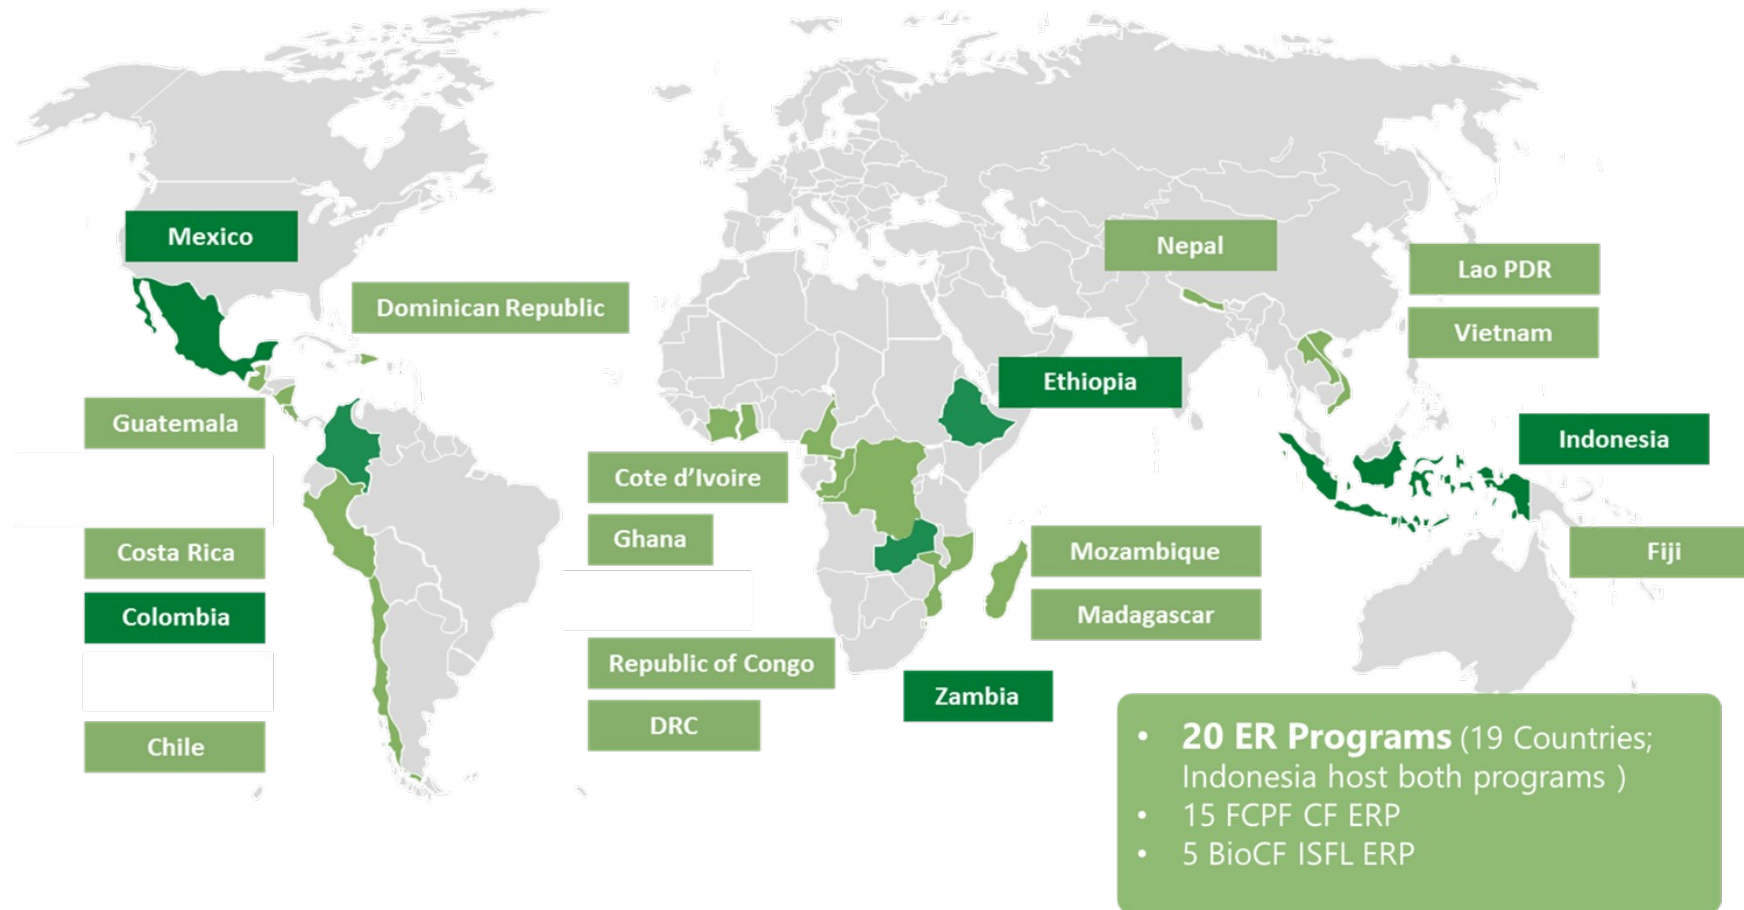 Mexico
Dominican Republic
Guatemala
Costa Rica
Colombia
Chile
Cote d’Ivoire
Ghana
Republic of Congo
DRC
Ethiopia
Mozambique
Madagascar
Zambia
Nepal
Lao PDR
Vietnam
Indonesia
Fiji
• 20 ER Programs (19 Countries;
Indonesia host both programs )
• 15 FCPF CF ERP
• 5 BioCF ISFL ERP